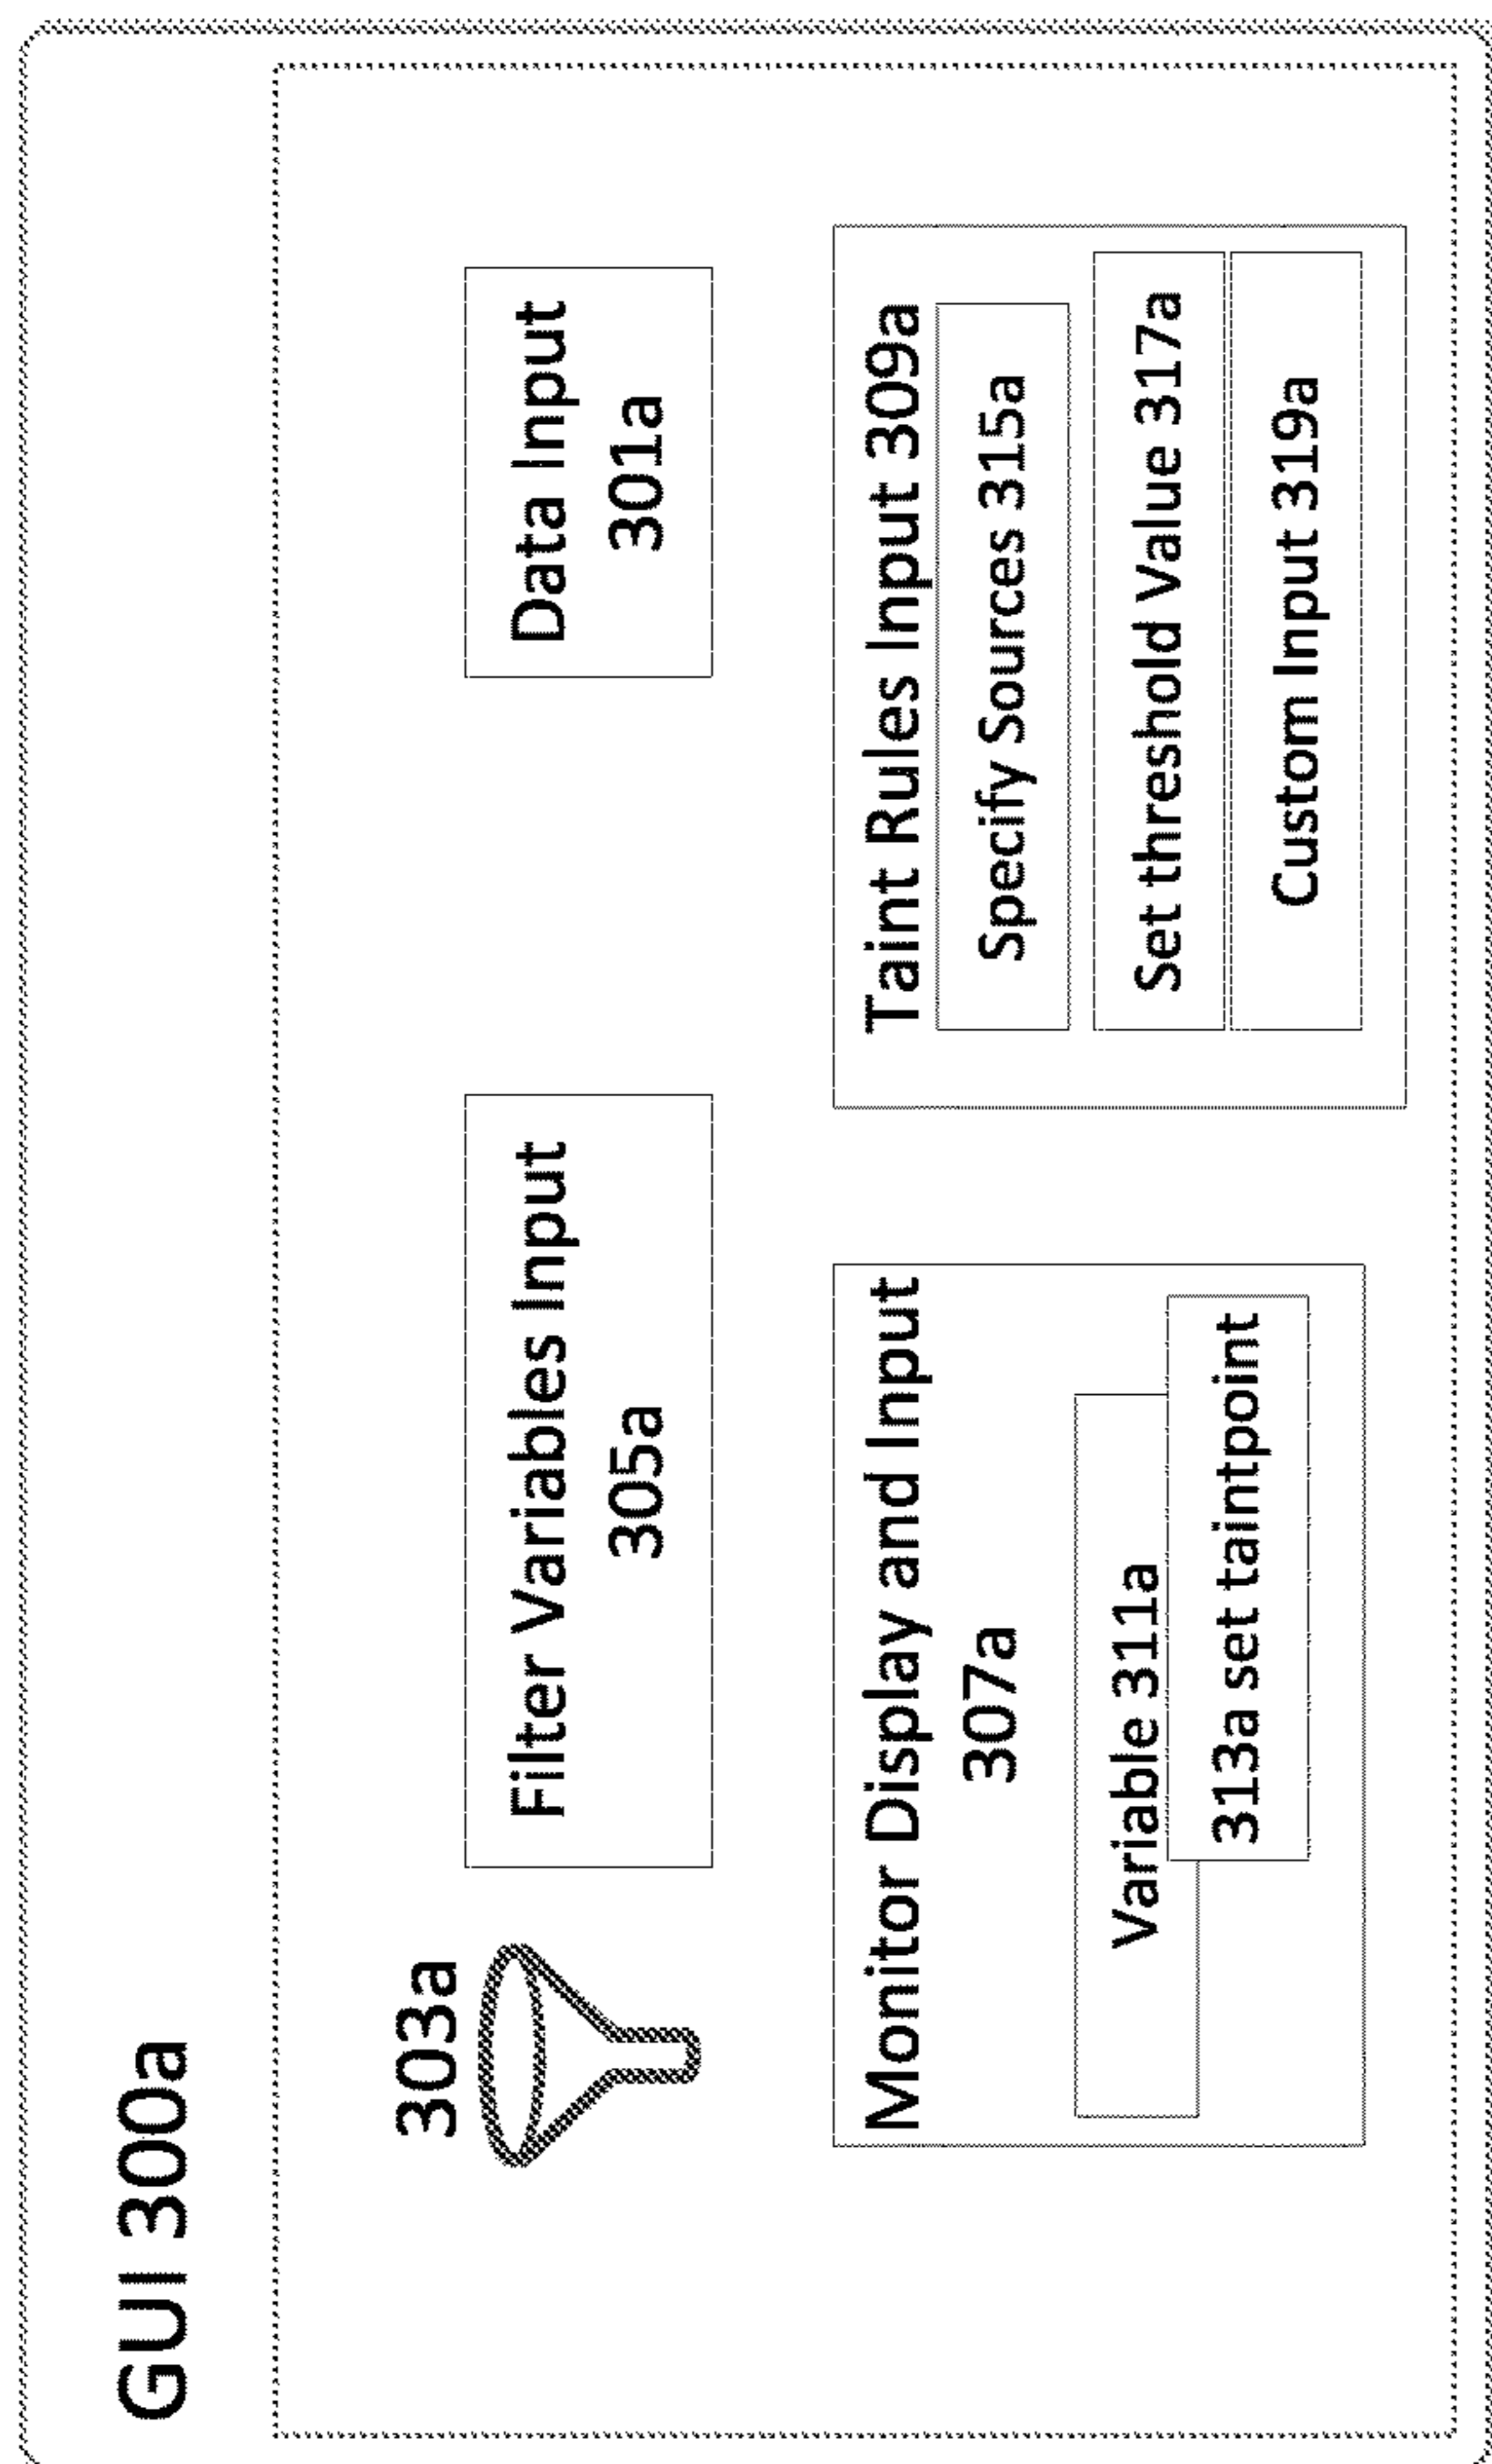 GUI 300a
303a
Filter Variables Input
305a
Data Input
301a
Monitor Display and Input
307a
Variable 311a
313a set taintpoint
Taint Rules Input 309a
Specify Sources 315a
Set threshold Value 317a
Custom Input 319a